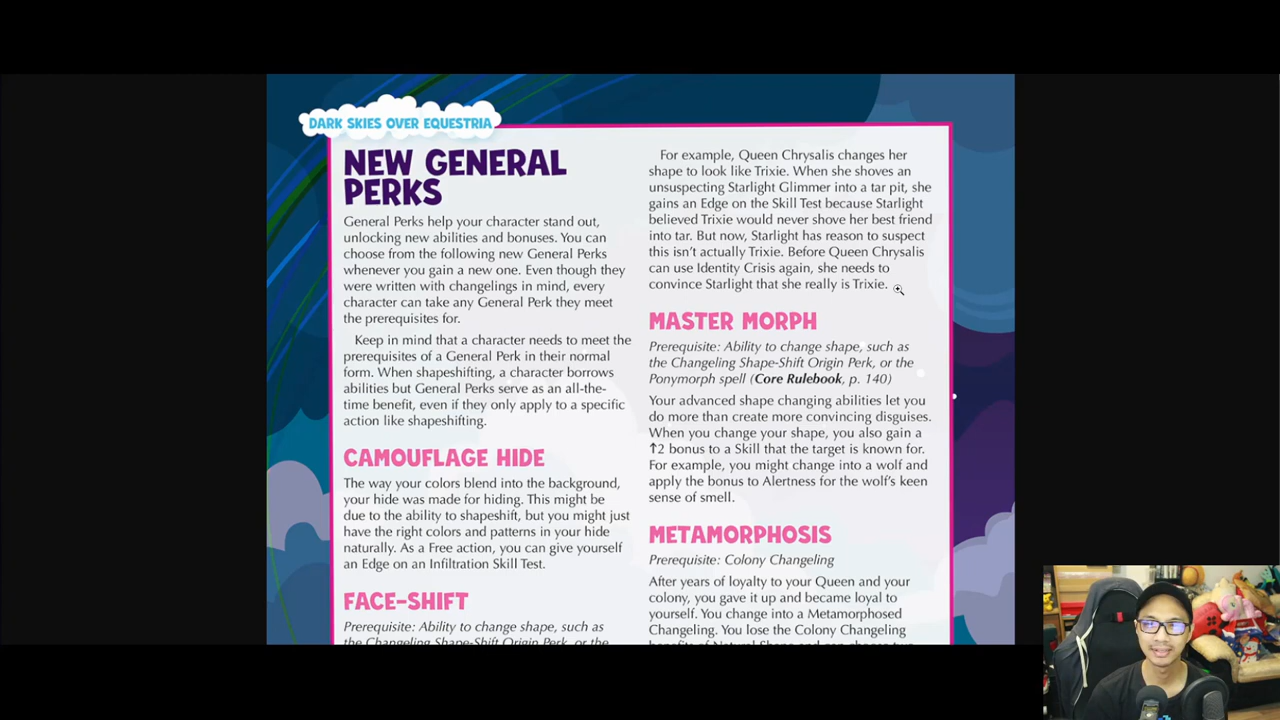 DARK SKIES OVER EQUESTRIA
NEW GENERAL
PERKS
General Perks help your character stand out,
unlocking new abilities and bonuses. You can
choose from the following new General Perks
whenever you gain a new one. Even though they
were written with changelings in mind, every
character can take any General Perk they meet
the prerequisites for.
Keep in mind that a character needs to meet the
prerequisites of a General Perk in their normal
form. When shapeshifting, a character borrows
abilities but General Perks serve as an all-the-
time benefit, even if they only apply to a specific
action like shapeshifting.
CAMOUFLAGE HIDE
The way your colors blend into the background,
your hide was made for hiding. This might be
due to the ability to shapeshift, but you might just
have the right colors and patterns in your hide
naturally. As a Free action, you can give yourself
an Edge on an Infiltration Skill Test.
FACE-SHIFT
Prerequisite: Ability to change shape, such as
the Changeling Shape-Shift Origin Perk, or the
For example, Queen Chrysalis changes her
shape to look like Trixie. When she shoves an
unsuspecting Starlight Glimmer into a tar pit, she
gains an Edge on the Skill Test because Starlight
believed Trixie would never shove her best friend
into tar. But now, Starlight has reason to suspect
this isn't actually Trixie. Before Queen Chrysalis
can use Identity Crisis again, she needs to
convince Starlight that she really is Trixie.
MASTER MORPH
Prerequisite: Ability to change shape, such as
the Changeling Shape-Shift Origin Perk, or the
Ponymorph spell (Core Rulebook, p. 140)
Your advanced shape changing abilities let you
do more than create more convincing disguises.
When you change your shape, you also gain a
↑2 bonus to a Skill that the target is known for.
For example, you might change into a wolf and
apply the bonus to Alertness for the wolf's keen
sense of smell.
METAMORPHOSIS
Prerequisite: Colony Changeling
After years of loyalty to your Queen and your
colony, you gave it up and became loyal to
yourself. You change into a Metamorphosed
Changeling. You lose the Colony Changeling
benefits of Natural Shape and can choose two